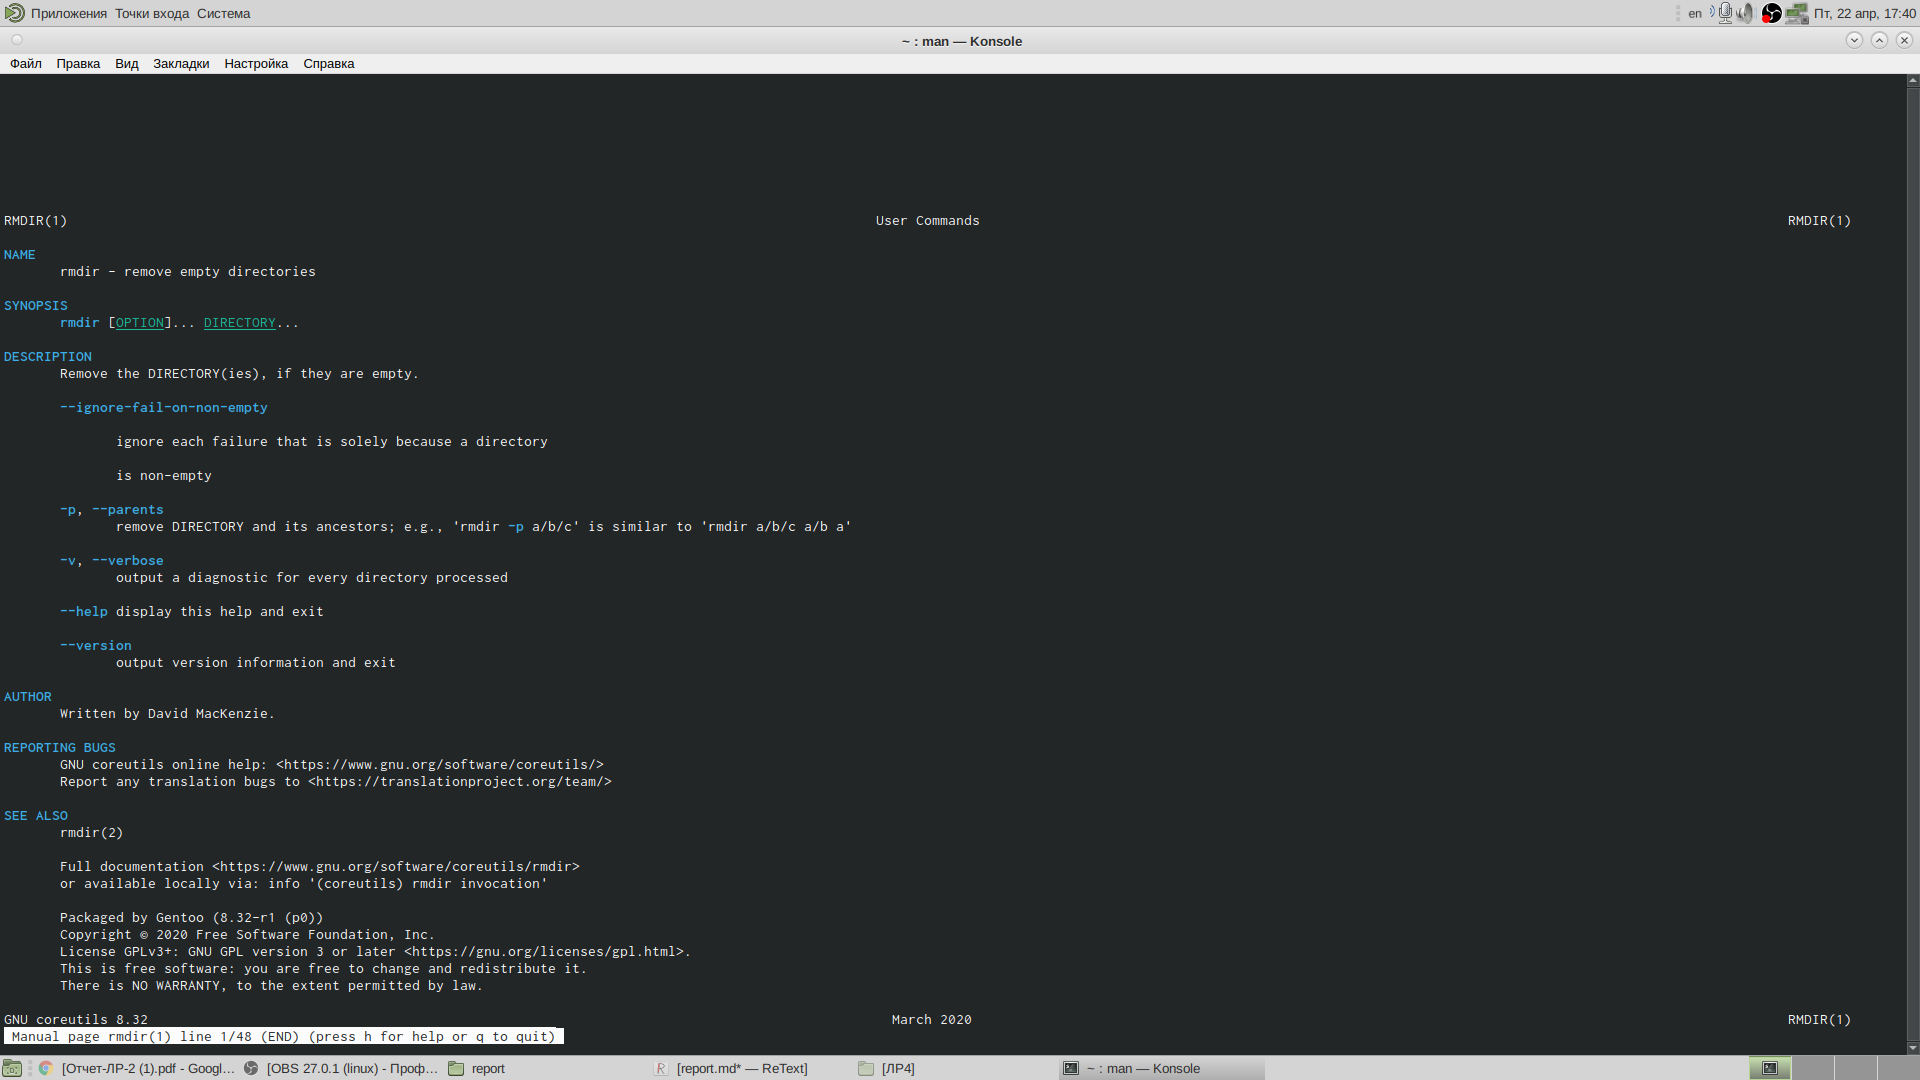 Приложения Точки входа Система en Пт, 22 апр, 17:40
~ : man — Konsole
Файл Правка Вид Закладки Настройка Справка
RMDIR(1) User Commands RMDIR(1)
NAME
rmdir - remove empty directories
SYNOPSIS
rmdir [OPTION]... DIRECTORY...
DESCRIPTION
Remove the DIRECTORY(ies), if they are empty.
--ignore-fail-on-non-empty
ignore each failure that is solely because a directory
is non-empty
-p, --parents
remove DIRECTORY and its ancestors; e.g., 'rmdir -p a/b/c' is similar to 'rmdir a/b/c a/b a'
-v, --verbose
output a diagnostic for every directory processed
--help display this help and exit
--version
output version information and exit
AUTHOR
Written by David MacKenzie.
REPORTING BUGS
GNU coreutils online help: <https://www.gnu.org/software/coreutils/>
Report any translation bugs to <https://translationproject.org/team/>
SEE ALSO
rmdir(2)
Full documentation <https://www.gnu.org/software/coreutils/rmdir>
or available locally via: info '(coreutils) rmdir invocation'
Packaged by Gentoo (8.32-r1 (p0))
Copyright © 2020 Free Software Foundation, Inc.
License GPLv3+: GNU GPL version 3 or later <https://gnu.org/licenses/gpl.html>.
This is free software: you are free to change and redistribute it.
There is NO WARRANTY, to the extent permitted by law.
GNU coreutils 8.32 March 2020 RMDIR(1)
Manual page rmdir(1) line 1/48 (END) (press h for help or q to quit)
[Отчет-ЛР-2 (1).pdf - Googl... [OBS 27.0.1 (linux) - Проф... report [report.md* — ReText] [ЛР4] ~ : man — Konsole